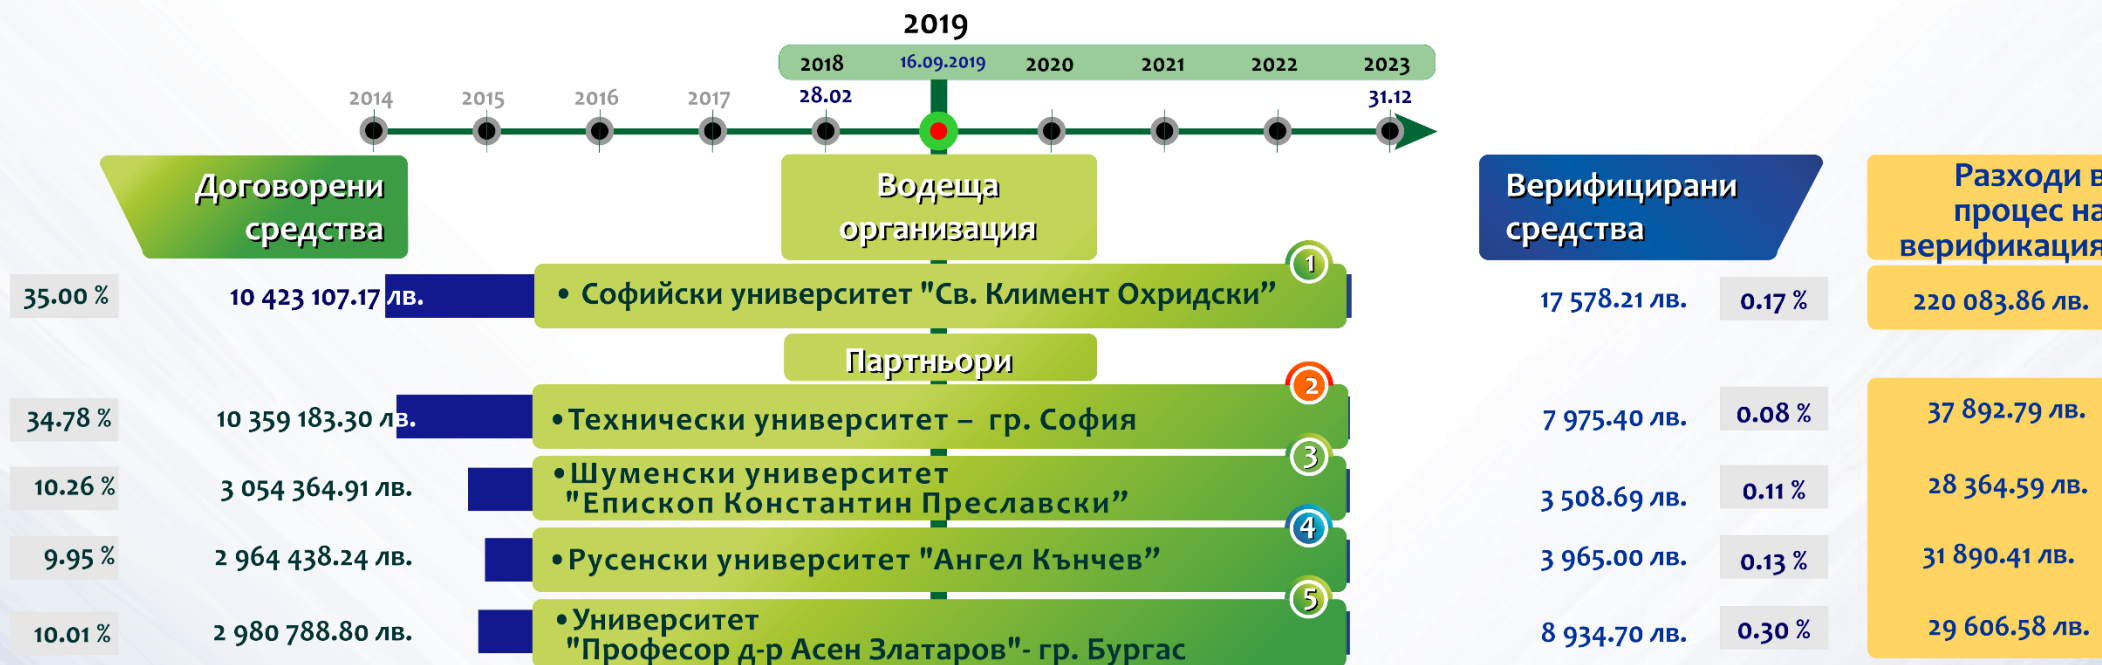 2019
2018 16.09.2019 2020 2021 2022 2023
2014 2015 2016 2017 28.02 31.12
Договорени
средства
Водеща
организация
Верифицирани
средства
Разходи в
процес на
верификация
35.00 % 10 423 107.17 лв. • Софийски университет "Св. Климент Охридски” 1 17 578.21 лв. 0.17 % 220 083.86 лв.
Партньори
34.78 % 10 359 183.30 лв. •Технически университет – гр. София 2 7 975.40 лв. 0.08 % 37 892.79 лв.
10.26 % 3 054 364.91 лв. •Шуменски университет
"Епископ Константин Преславски” 3 3 508.69 лв. 0.11 % 28 364.59 лв.
9.95 % 2 964 438.24 лв. •Русенски университет "Ангел Кънчев” 4 3 965.00 лв. 0.13 % 31 890.41 лв.
10.01 % 2 980 788.80 лв. •Университет
"Професор д-р Асен Златаров"- гр. Бургас 5 8 934.70 лв. 0.30 % 29 606.58 лв.